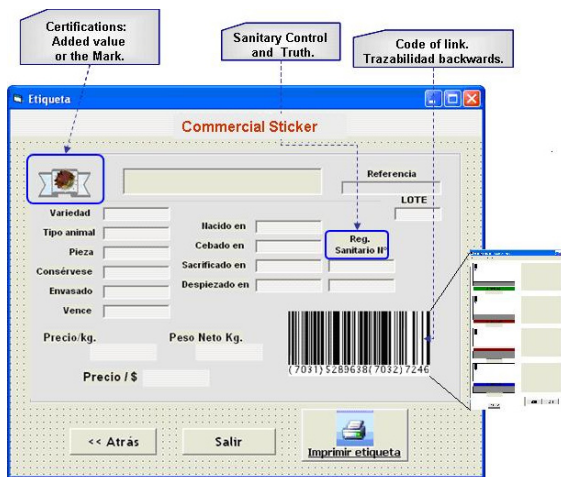 Certifications:
Added value
or the Mark.
Sanitary Control
and Truth.
Code of link.
Trazabilidad backwards.
Etiqueta
Commercial Sticker
Referencia
LOTE
Variedad
Tipo animal
Pieza
Consérvese
Envasado
Vence
Nacido en
Cebado en
Sacrificado en
Despiezado en
Reg.
Sanitario Nº
Precio/kg.
Peso Neto Kg.
Precio / $
(7031)5289638(7032)7246
<< Atrás
Salir
Imprimir etiqueta